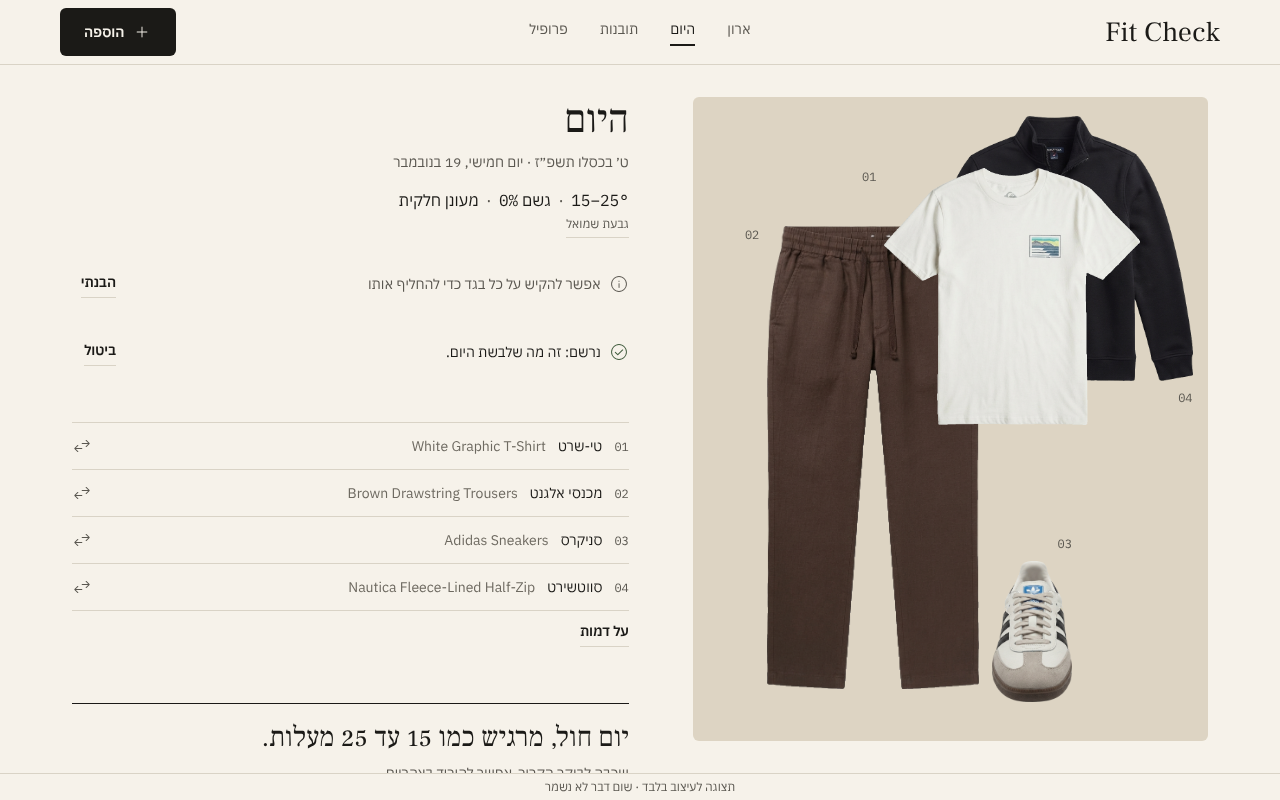 Fit Check
ארון
היום
תובנות
פרופיל
הוספה
היום
ט׳ בכסלו תשפ״ז · יום חמישי, 19 בנובמבר
15–25° · גשם 0% · מעונן חלקית
גבעת שמואל
אפשר להקיש על כל בגד כדי להחליף אותו
הבנתי
נרשם: זה מה שלבשת היום.
ביטול
01 טי-שרט White Graphic T-Shirt
02 מכנסי אלגנט Brown Drawstring Trousers
03 סניקרס Adidas Sneakers
04 סווטשירט Nautica Fleece-Lined Half-Zip
על דמות
יום חול, מרגיש כמו 15 עד 25 מעלות.
01
02
03
04
תצוגה לעיצוב בלבד · שום דבר לא נשמר